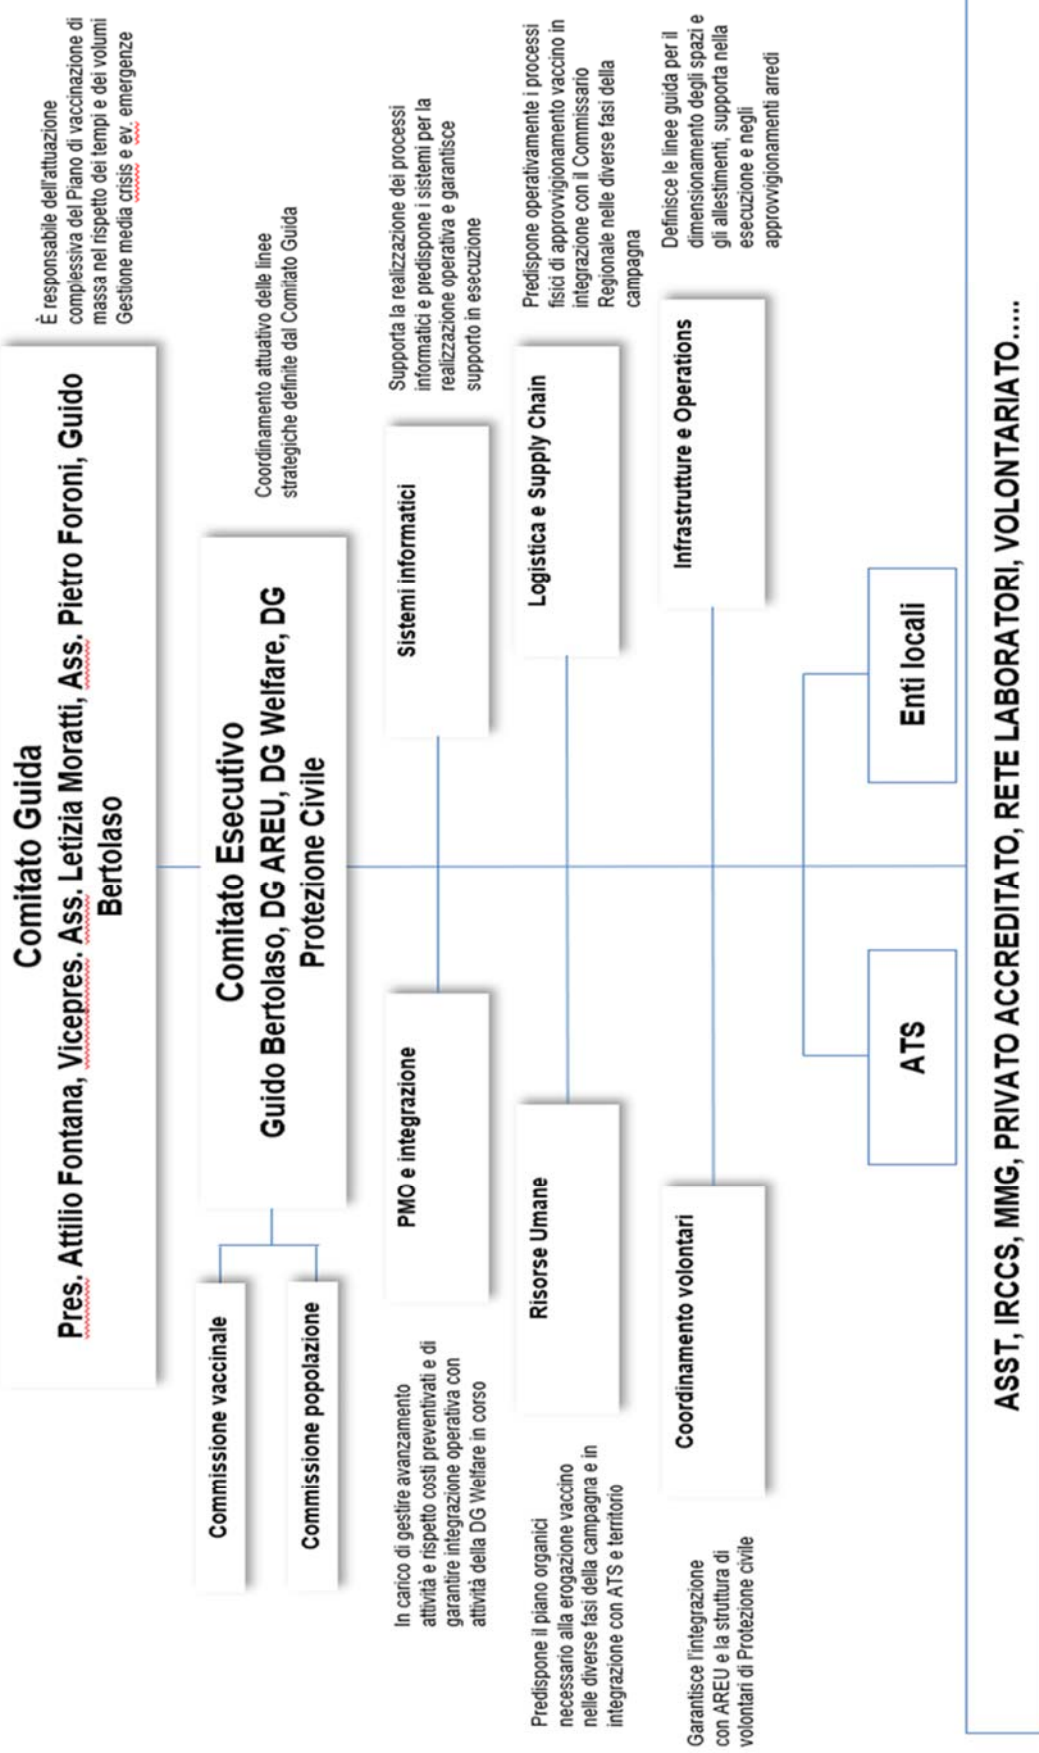 Comitato Guida
Pres. Attilio Fontana, Vicepres. Ass. Letizia Moratti, Ass. Pietro Foroni, Guido
Bertolaso
È responsabile dell'attuazione
complessiva del Piano di vaccinazione di
massa nel rispetto dei tempi e dei volumi
Gestione media crisis e ev. emergenze
Commissione vaccinale
Commissione popolazione
Comitato Esecutivo
Guido Bertolaso, DG AREU, DG Welfare, DG
Protezione Civile
Coordinamento attuativo delle linee
strategiche definite dal Comitato Guida
In carico di gestire avanzamento
attività e rispetto costi preventivati e di
garantire integrazione operativa con
attività della DG Welfare in corso
PMO e integrazione
Sistemi informatici
Supporta la realizzazione dei processi
informatici e predispone i sistemi per la
realizzazione operativa e garantisce
supporto in esecuzione
Predispone il piano organici
necessario alla erogazione vaccino
nelle diverse fasi della campagna e in
integrazione con ATS e territorio
Risorse Umane
Logistica e Supply Chain
Predispone operativamente i processi
fisici di approvvigionamento vaccino in
integrazione con il Commissario
Regionale nelle diverse fasi della
campagna
Garantisce l'integrazione
con AREU e la struttura di
volontari di Protezione civile
Coordinamento volontari
Infrastrutture e Operations
Definisce le linee guida per il
dimensionamento degli spazi e
gli allestimenti, supporta nella
esecuzione e negli
approvvigionamenti arredi
ATS
Enti locali
ASST, IRCCS, MMG, PRIVATO ACCREDITATO, RETE LABORATORI, VOLONTARIATO…..